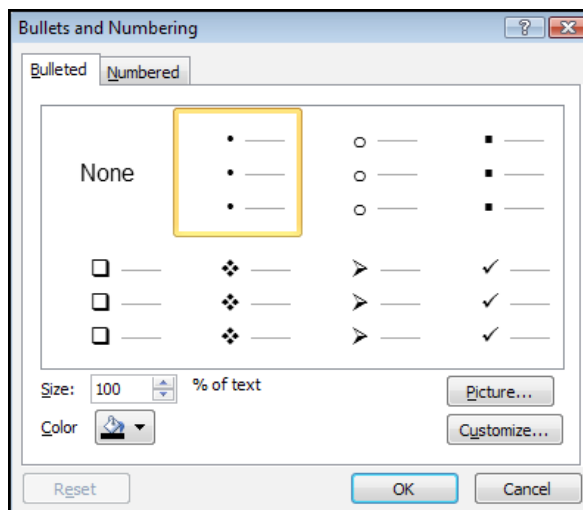 Bullets and Numbering
Bulleted
Numbered
None
Size:
100
% of text
Picture...
Color
Customize...
Reset
OK
Cancel